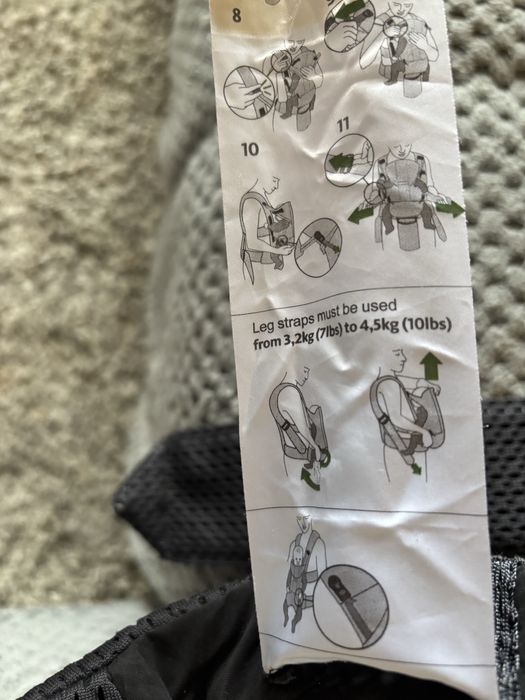 8
10
11
Leg straps must be used
from 3,2kg (7lbs) to 4,5kg (10lbs)